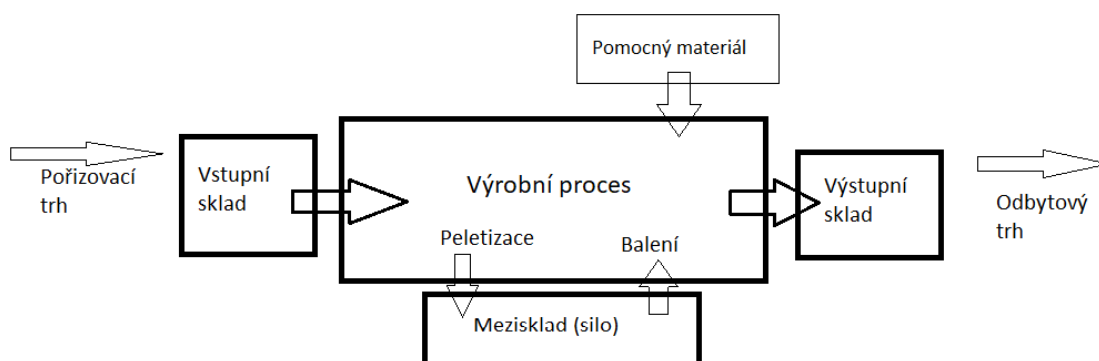 Pomocný materiál
Pořizovací
trh
Vstupní
sklad
Výrobní proces
Výstupní
sklad
Odbytový
trh
Peletizace
Balení
Mezisklad (silo)